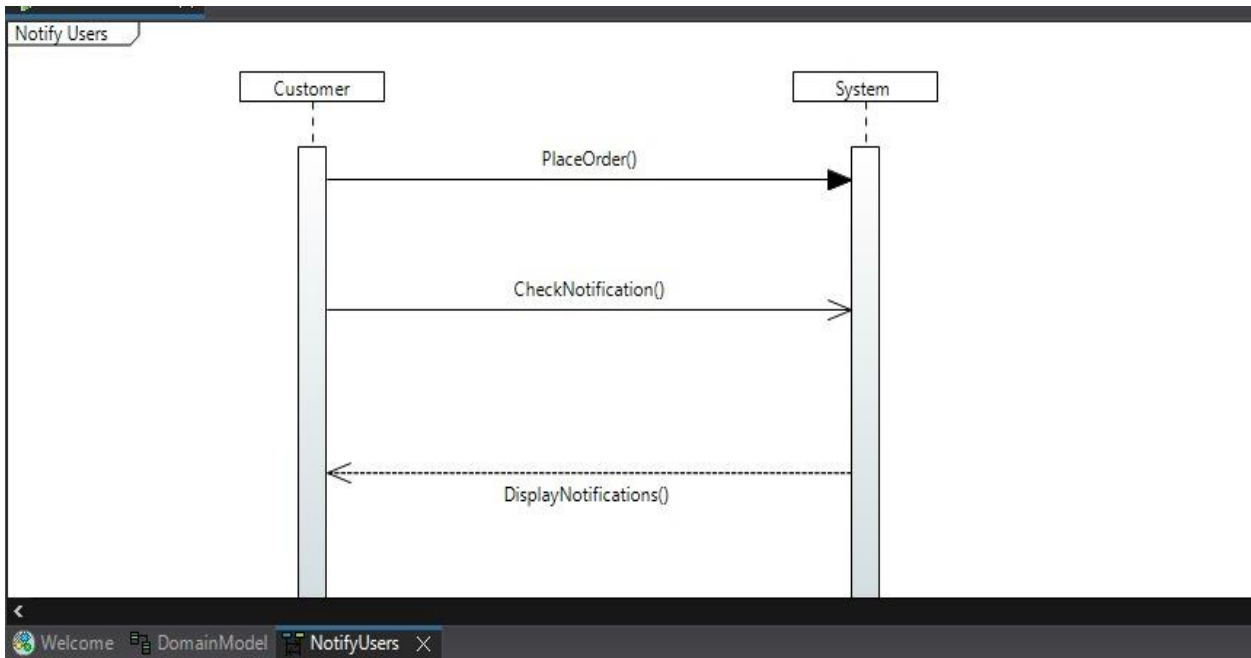 Notify Users
Customer
System
PlaceOrder()
CheckNotification()
DisplayNotifications()
Welcome DomainModel NotifyUsers